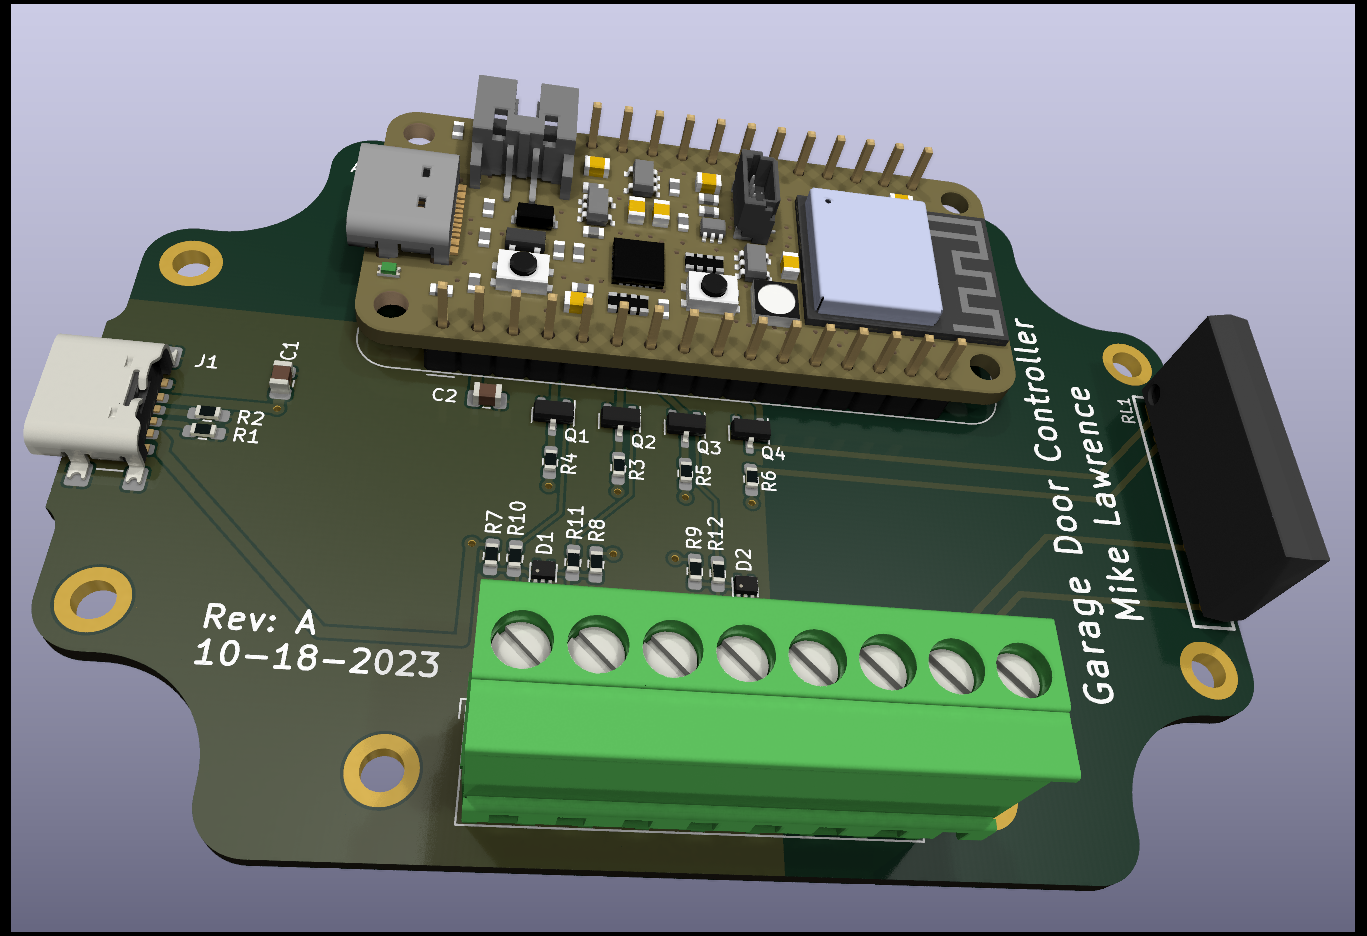 J1
C1
R2
R1
C2
Q1
Q2
Q3
Q4
R4
R3
R5
R6
R7
R10
D1
R11
R8
R9
R12
D2
RL1
Rev: A
10-18-2023
Garage Door Controller
Mike Lawrence